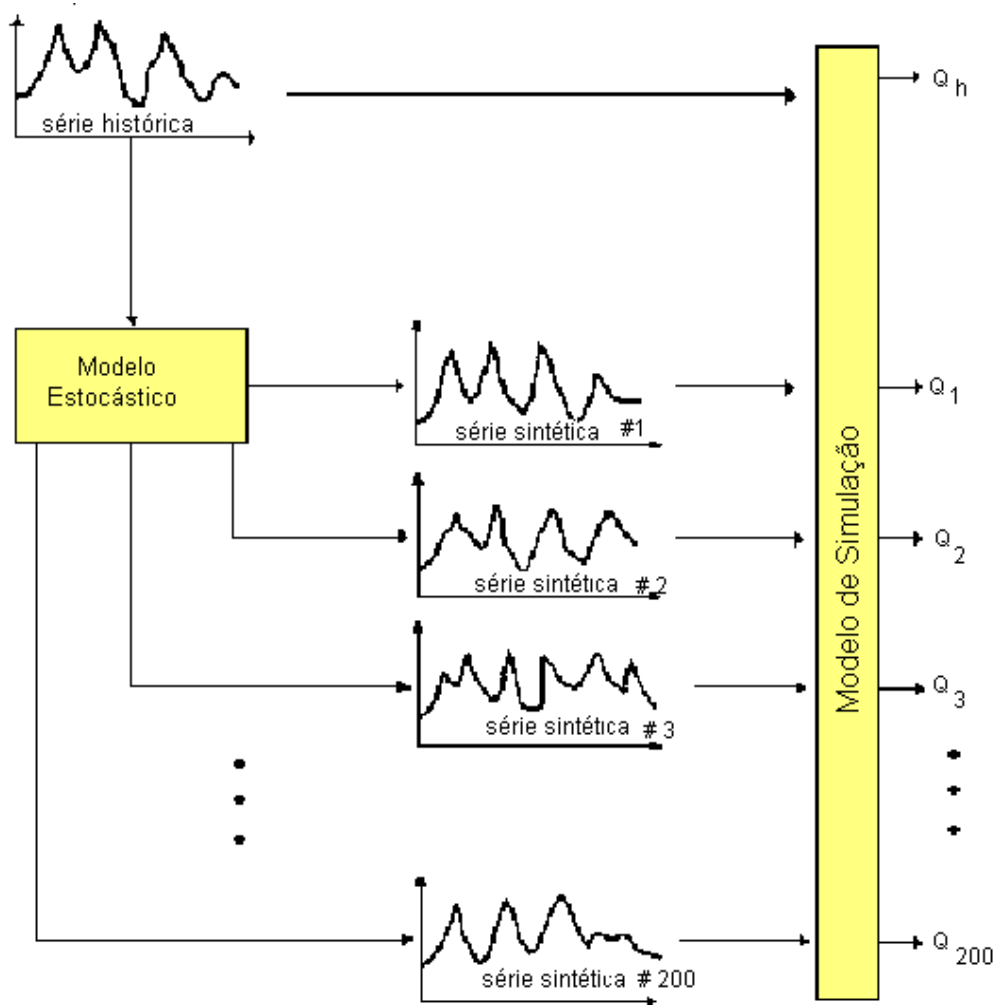 série histórica
Q h
Modelo
Estocástico
série sintética #1
Q 1
série sintética # 2
Q 2
série sintética # 3
Q 3
série sintética # 200
Q 200
Modelo de Simulação